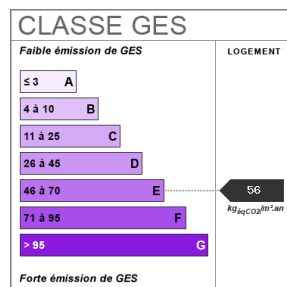 CLASSE GES
Faible émission de GES
LOGEMENT
≤ 3 A
4 à 10 B
11 à 25 C
26 à 45 D
46 à 70 E
56
kgéqCO2/m².an
71 à 95 F
> 95 G
Forte émission de GES